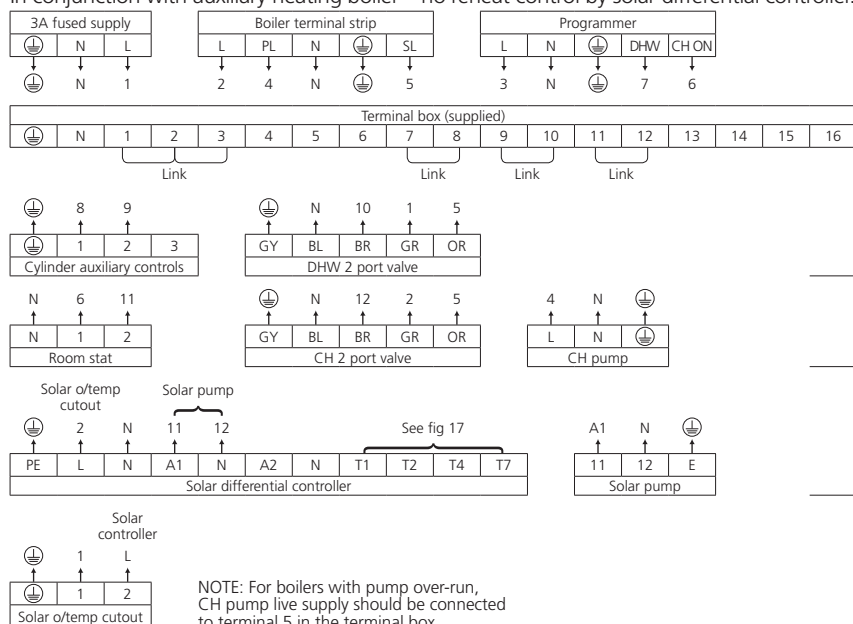 in conjunction with auxiliary heating boiler – no reheat control by solar differential controller.
3A fused supply
Boiler terminal strip
Programmer
N L
L PL N SL
L N DHW CH ON
N 1
2 4 N 5
3 N 7 6
Terminal box (supplied)
N 1 2 3 4 5 6 7 8 9 10 11 12 13 14 15 16
Link Link Link Link
8 9
N 10 1 5
1 2 3
GY BL BR GR OR
Cylinder auxiliary controls
DHW 2 port valve
N 6 11
N 12 2 5
4 N
N 1 2
GY BL BR GR OR
L N
Room stat
CH 2 port valve
CH pump
Solar o/temp
cutout
Solar pump
2 N 11 12
See fig 17
A1 N
PE L N A1 N A2 N T1 T2 T4 T7
11 12 E
Solar differential controller
Solar pump
Solar
controller
1 L
1 2
Solar o/temp cutout
NOTE: For boilers with pump over-run,
CH pump live supply should be connected
to terminal 5 in the terminal box